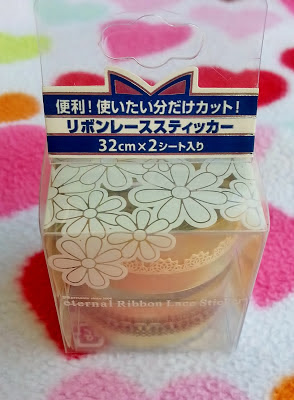 便利!使いたい分だけカット!
リボンレースステッカー
32cm×2シート入り
eternal Ribbon Lace Sticker